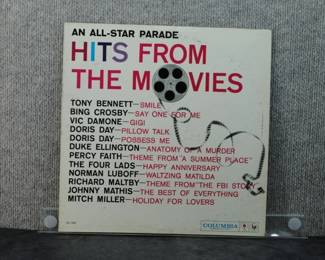 AN ALL-STAR PARADE
HITS FROM
THE MOVIES
TONY BENNETT—SMILE
BING CROSBY—SAY ONE FOR ME
VIC DAMONE—GIGI
DORIS DAY—PILLOW TALK
DORIS DAY—POSSESS ME
DUKE ELLINGTON—ANATOMY OF A MURDER
PERCY FAITH—THEME FROM "A SUMMER PLACE"
THE FOUR LADS—HAPPY ANNIVERSARY
NORMAN LUBOFF—WALTZING MATILDA
RICHARD MALTBY—THEME FROM "THE FBI STORY"
JOHNNY MATHIS—THE BEST OF EVERYTHING
MITCH MILLER—HOLIDAY FOR LOVERS
COLUMBIA